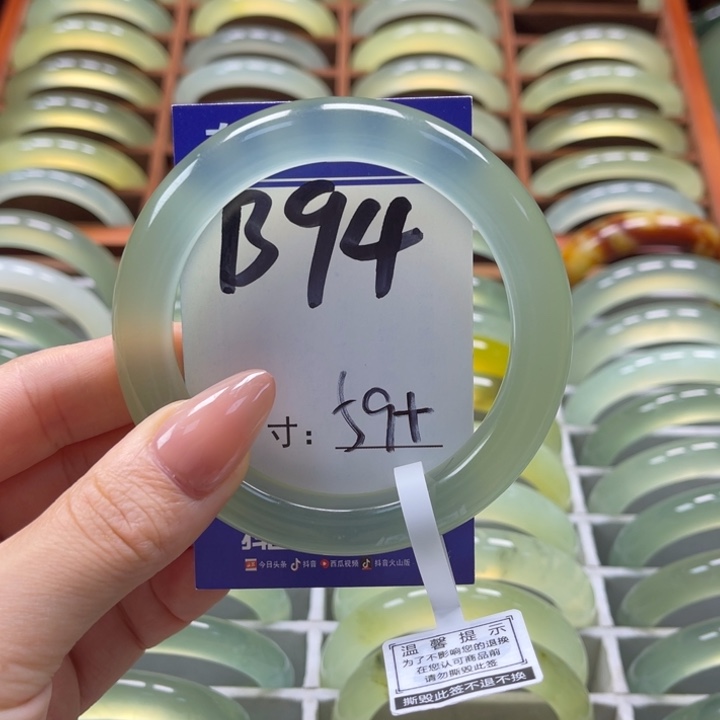 B94
寸：59+
今日头条 抖音 西瓜视频 抖音火山版
温馨提示
为了不影响您的退换
在您认可商品前
请勿撕毁此签
撕毁此签不退不换